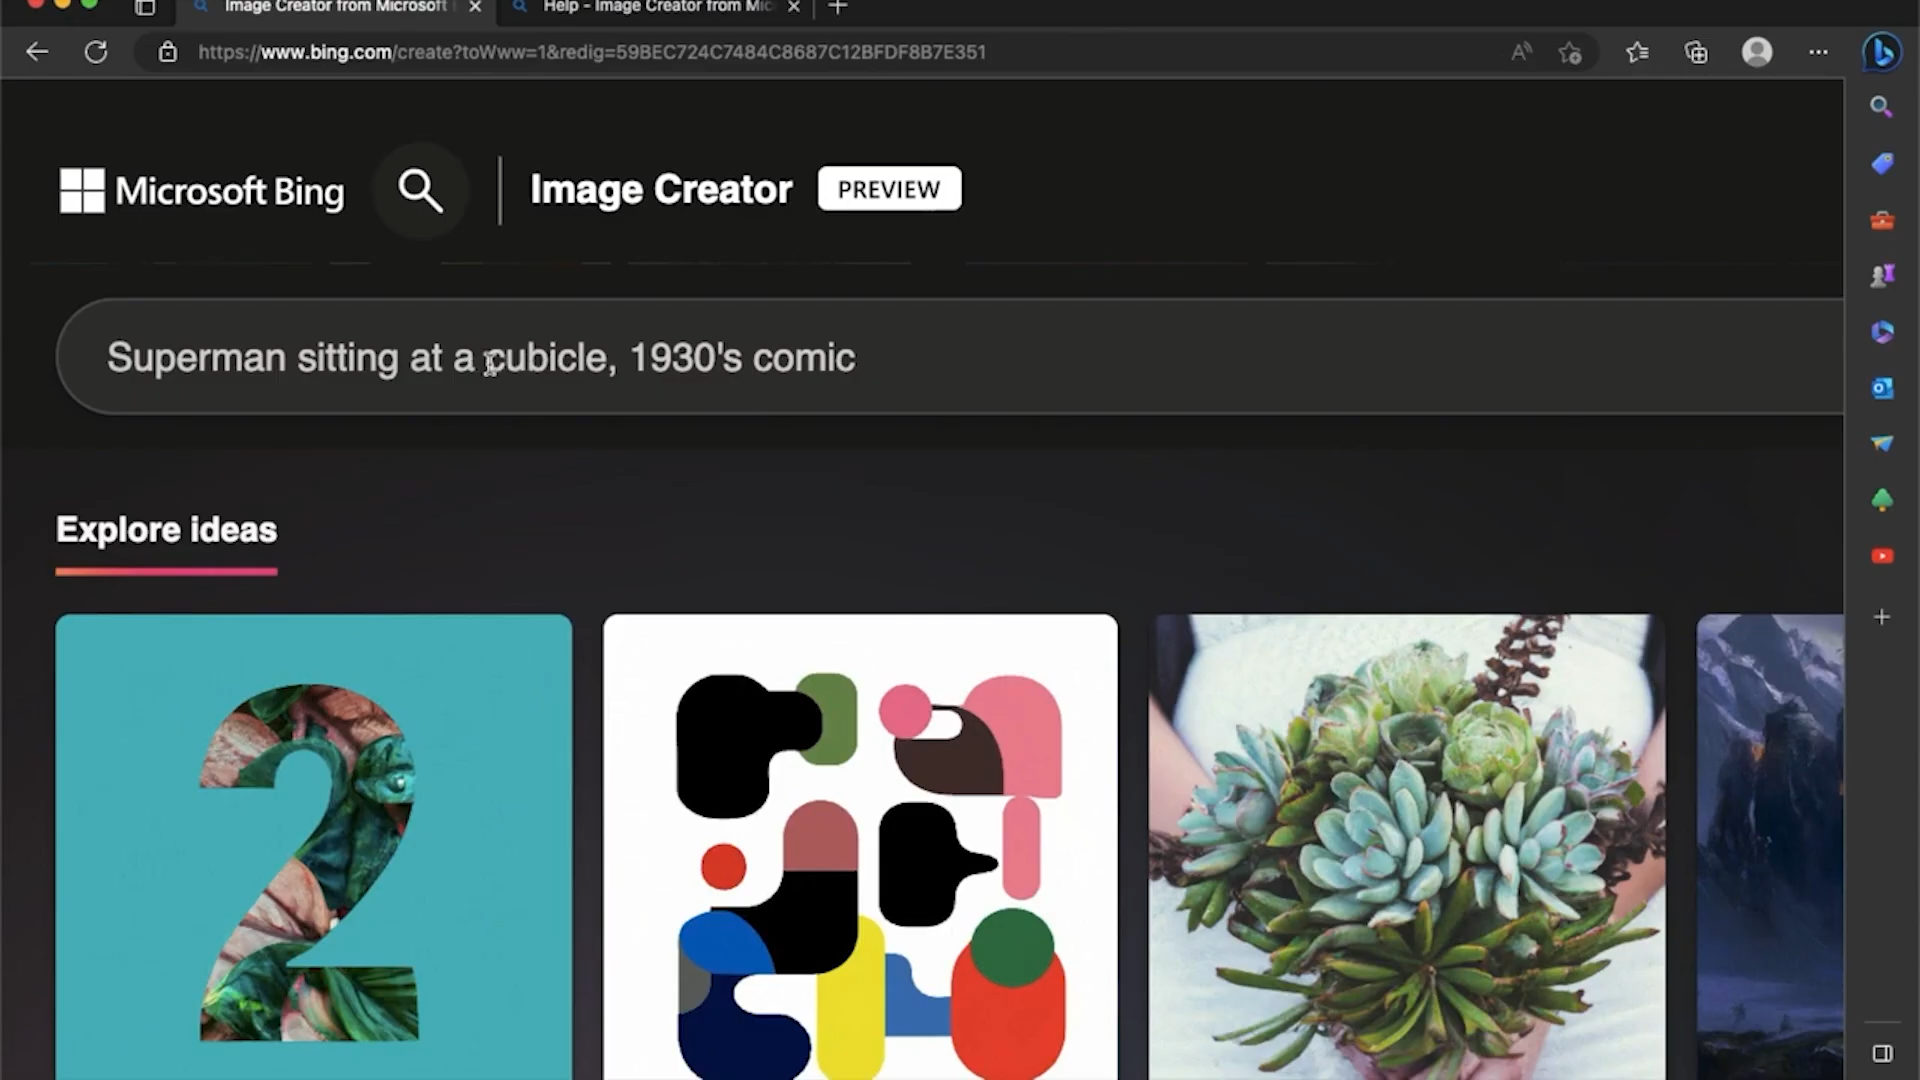 Image Creator from Microsoft
Help - Image Creator from Mic
https://www.bing.com/create?toWww=1&redig=59BEC724C7484C8687C12BFDF8B7E351
Microsoft Bing
Image Creator
PREVIEW
Superman sitting at a cubicle, 1930's comic
Explore ideas
2